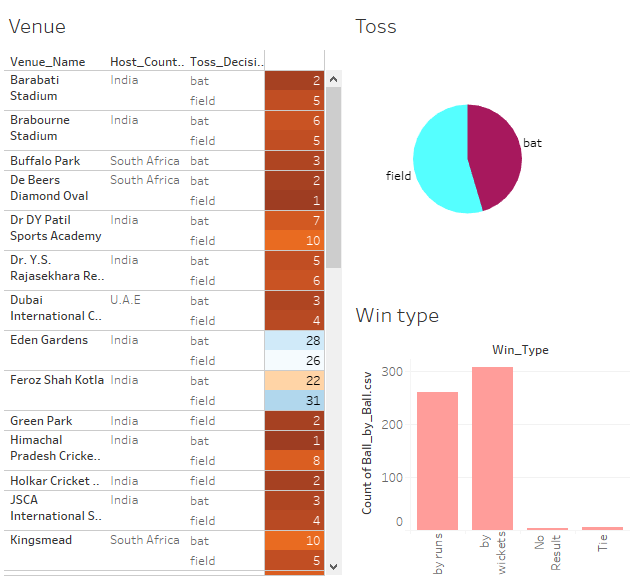 Venue
Venue_Name Host_Count.. Toss_Decisi..
Barabati India bat 2
Stadium field 5
Brabourne India bat 6
Stadium field 5
Buffalo Park South Africa bat 3
De Beers South Africa bat 2
Diamond Oval field 1
Dr DY Patil India bat 7
Sports Academy field 10
Dr. Y.S. India bat 5
Rajasekhara Re.. field 6
Dubai U.A.E bat 3
International C.. field 4
Eden Gardens India bat 28
field 26
Feroz Shah Kotla India bat 22
field 31
Green Park India field 2
Himachal India bat 1
Pradesh Cricke.. field 8
Holkar Cricket .. India field 2
JSCA India bat 3
International S.. field 4
Kingsmead South Africa bat 10
field 5
Toss
bat
field
Win type
Win_Type
Count of Ball_by_Ball.csv
300
200
100
0
by runs
by wickets
No Result
Tie